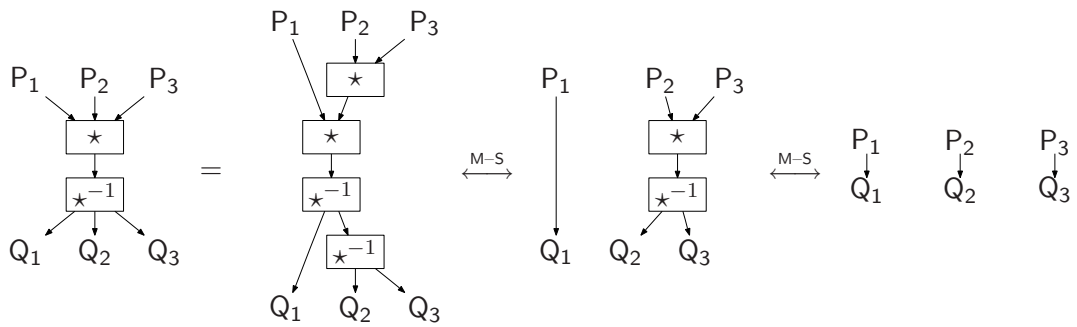 P₁ P₂ P₃
⋆
⋆⁻¹
Q₁ Q₂ Q₃
=
P₁ P₂ P₃
⋆
⋆
⋆⁻¹
⋆⁻¹
Q₁ Q₂ Q₃
M–S
⟷
P₁ P₂ P₃
⋆
⋆⁻¹
Q₁ Q₂ Q₃
M–S
⟷
P₁ P₂ P₃
Q₁ Q₂ Q₃